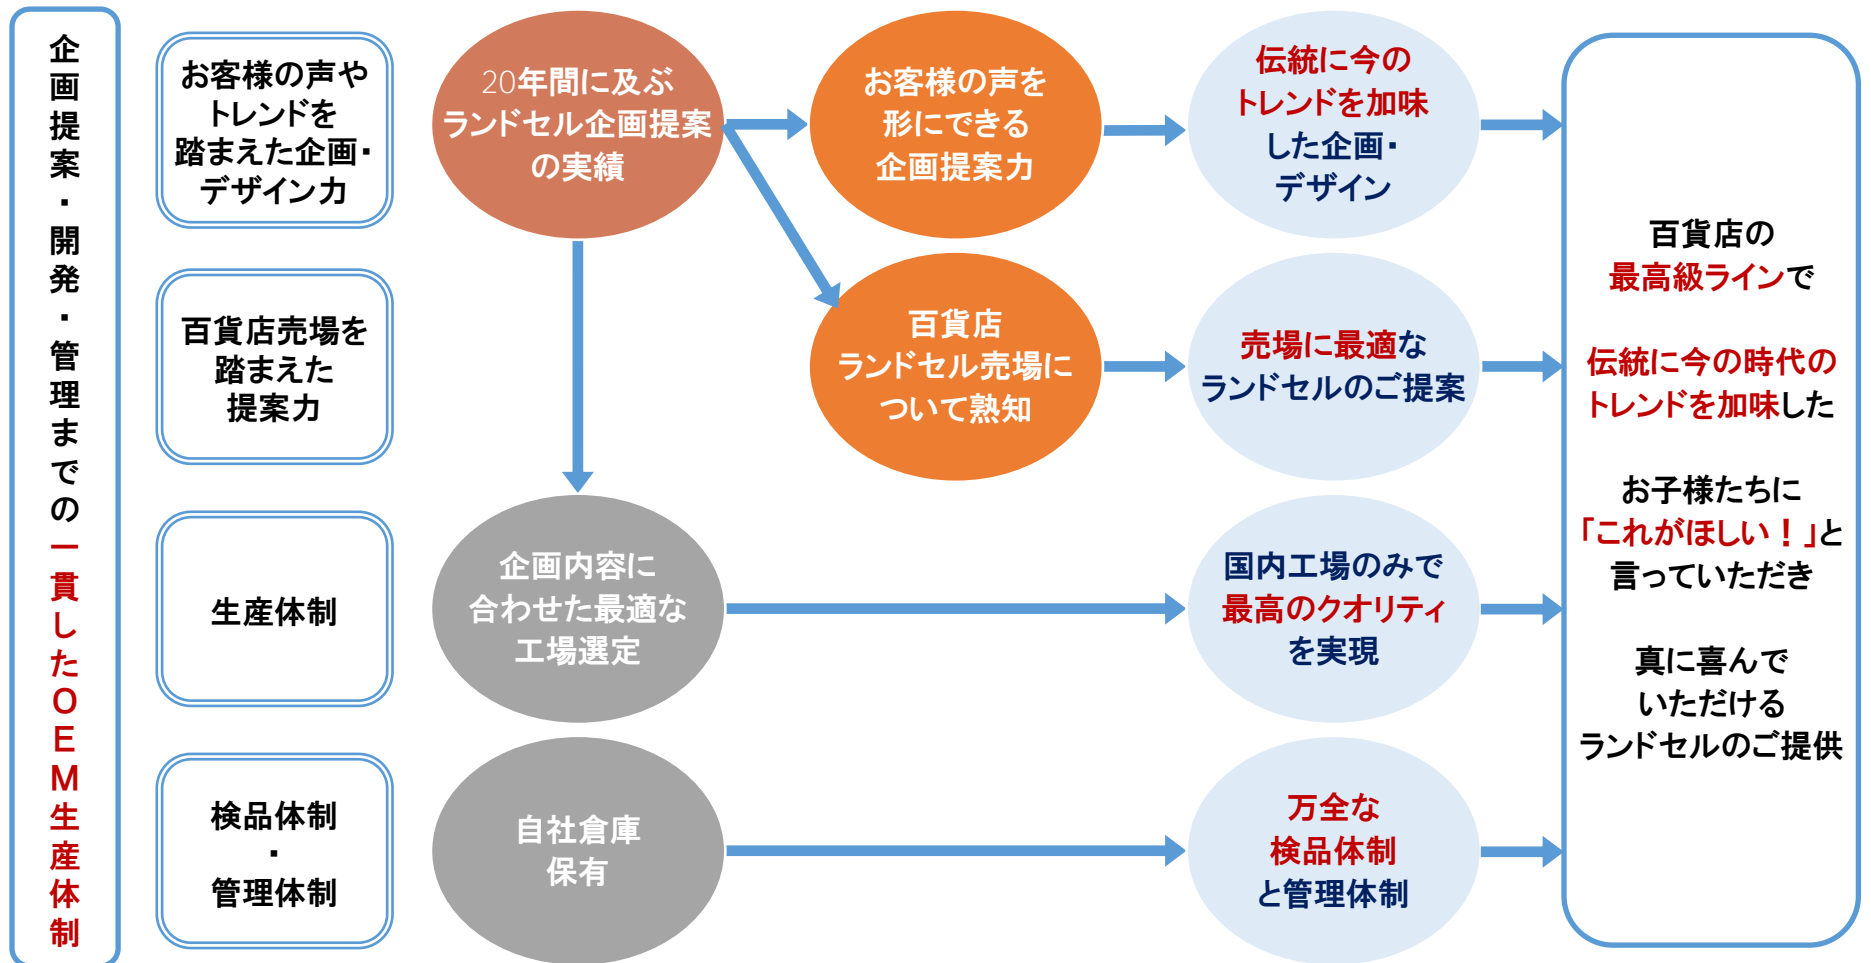 企画提案・開発・管理までの一貫したＯＥＭ生産体制
お客様の声や
トレンドを
踏まえた企画・
デザイン力
20年間に及ぶ
ランドセル企画提案
の実績
お客様の声を
形にできる
企画提案力
伝統に今の
トレンドを加味
した企画・
デザイン
百貨店売場を
踏まえた
提案力
百貨店
ランドセル売場に
ついて熟知
売場に最適な
ランドセルのご提案
生産体制
企画内容に
合わせた最適な
工場選定
国内工場のみで
最高のクオリティ
を実現
検品体制
・
管理体制
自社倉庫
保有
万全な
検品体制
と管理体制
百貨店の
最高級ラインで
伝統に今の時代の
トレンドを加味した
お子様たちに
「これがほしい！」と
言っていただき
真に喜んで
いただける
ランドセルのご提供